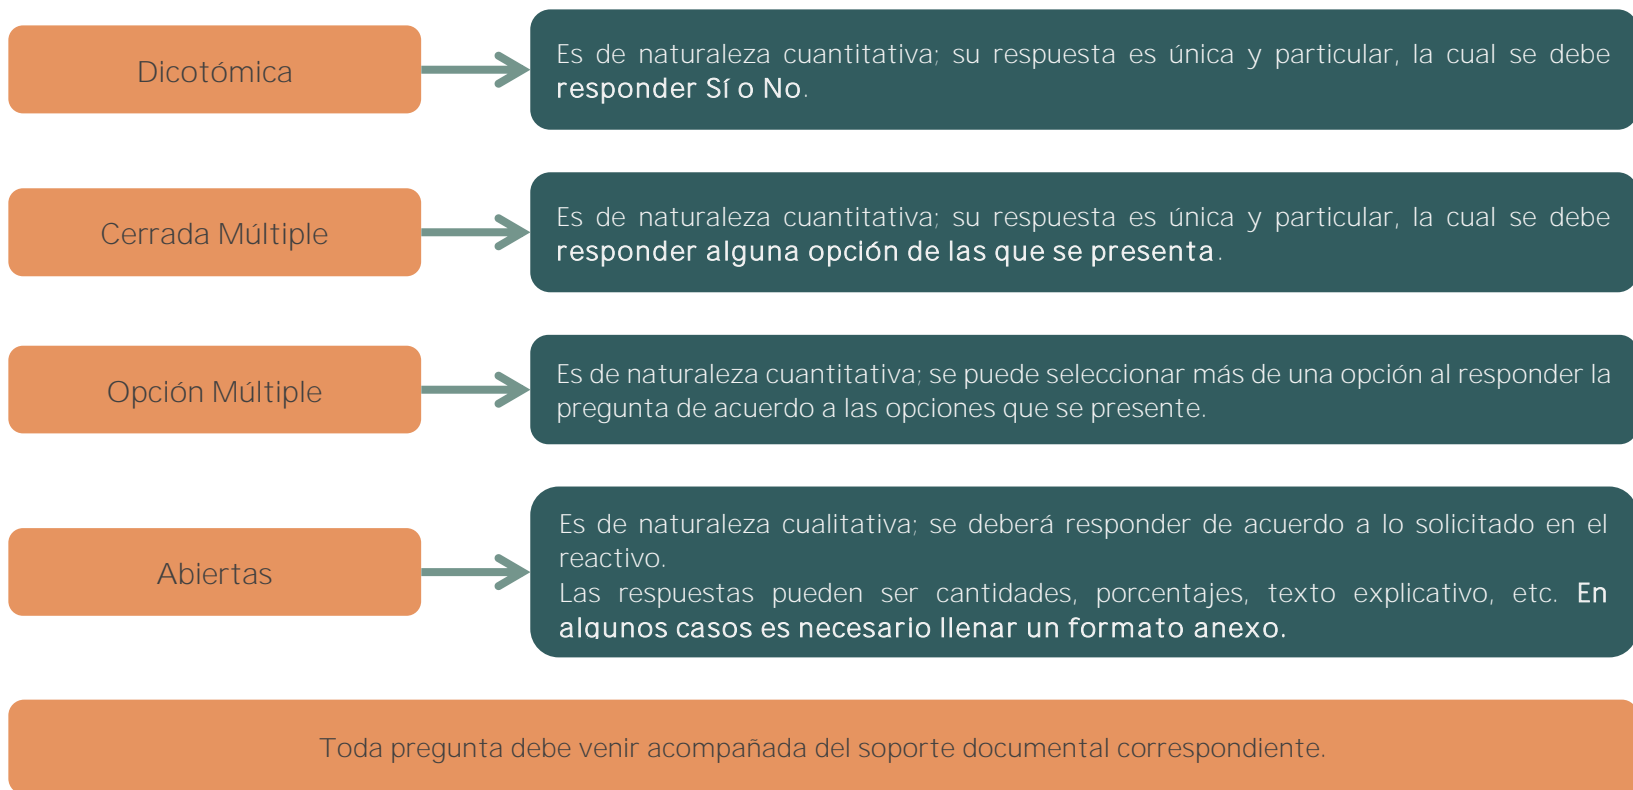 Dicotómica
Es de naturaleza cuantitativa; su respuesta es única y particular, la cual se debe
responder Sí o No.
Cerrada Múltiple
Es de naturaleza cuantitativa; su respuesta es única y particular, la cual se debe
responder alguna opción de las que se presenta.
Opción Múltiple
Es de naturaleza cuantitativa; se puede seleccionar más de una opción al responder la
pregunta de acuerdo a las opciones que se presente.
Abiertas
Es de naturaleza cualitativa; se deberá responder de acuerdo a lo solicitado en el
reactivo.
Las respuestas pueden ser cantidades, porcentajes, texto explicativo, etc. En
algunos casos es necesario llenar un formato anexo.
Toda pregunta debe venir acompañada del soporte documental correspondiente.